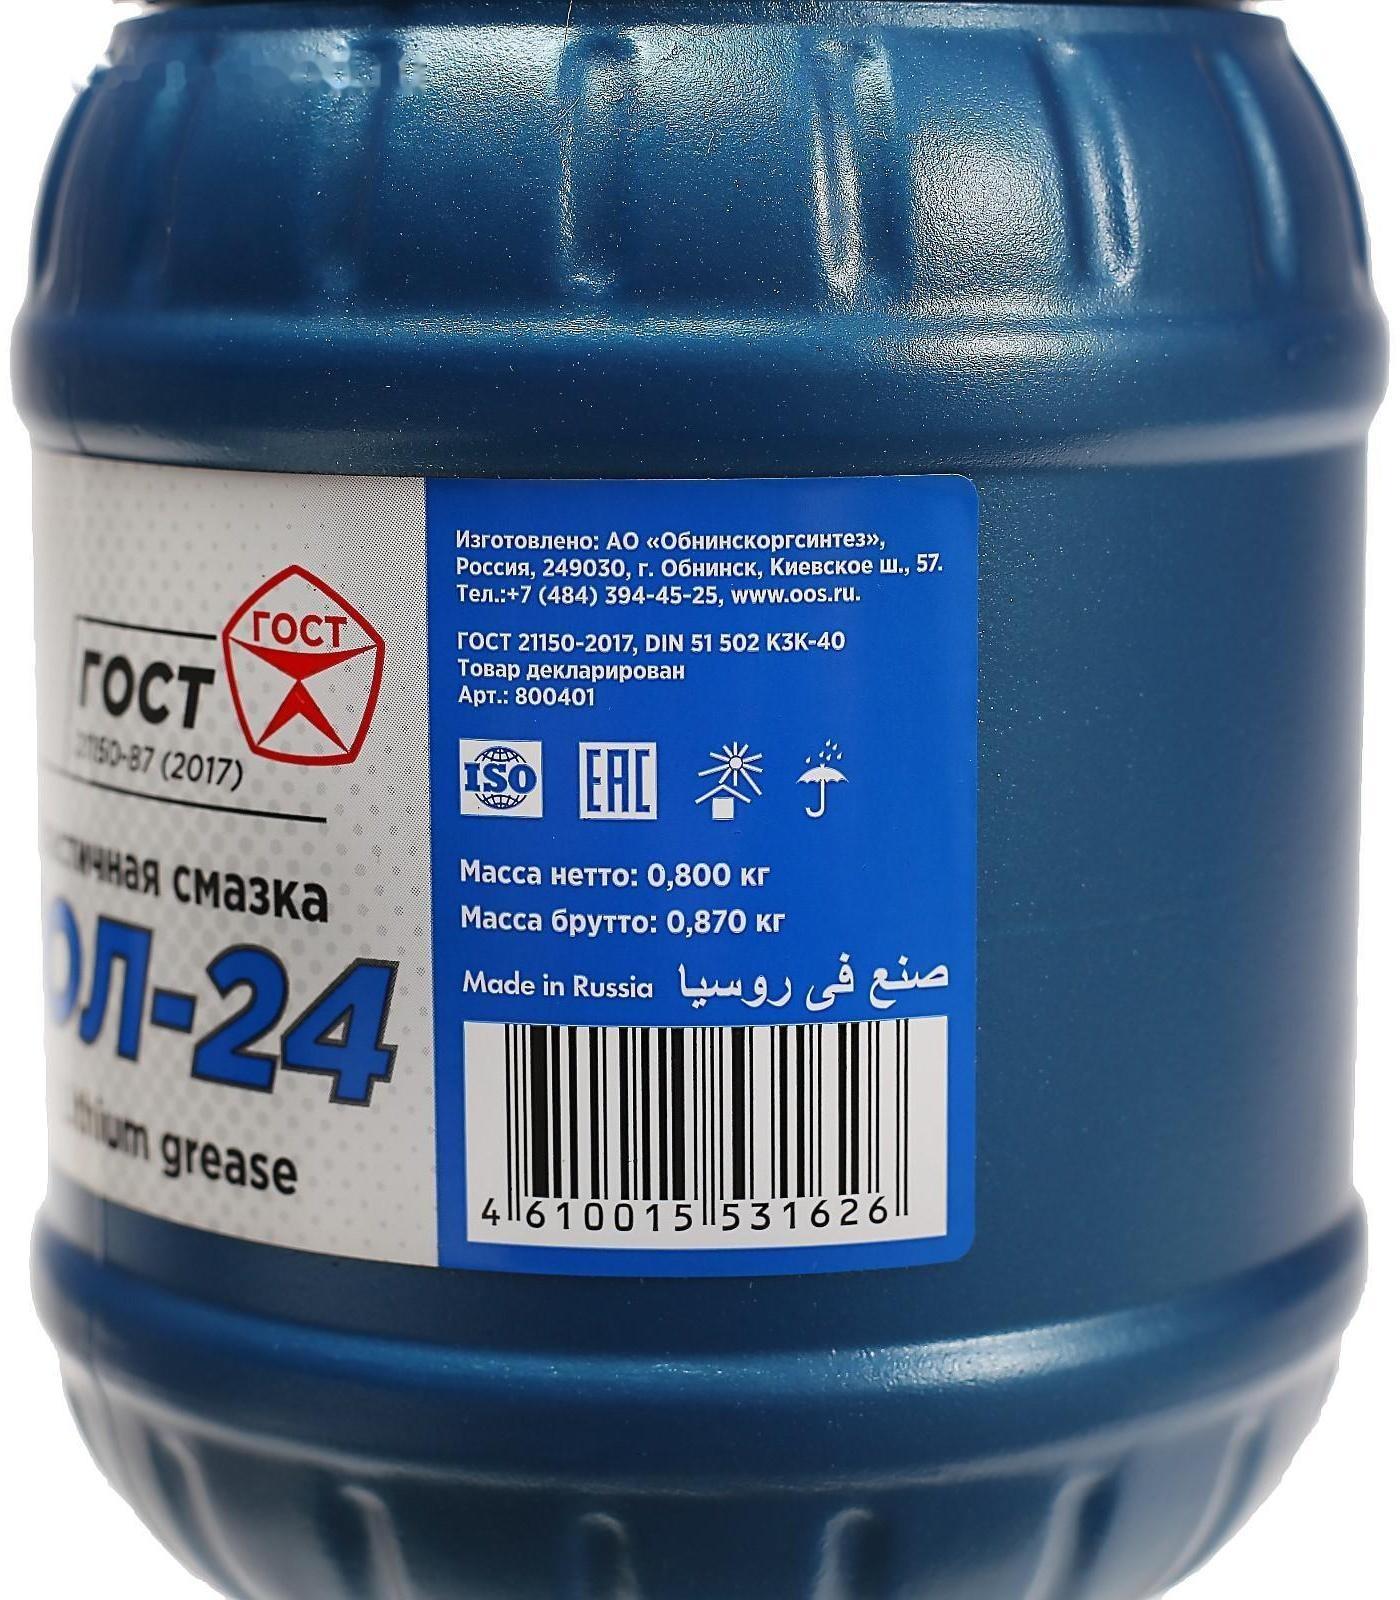 ГОСТ
ГОСТ
21150-87 (2017)
смазка
ОЛ-24
grease
Изготовлено: АО «Обнинскоргсинтез»,
Россия, 249030, г. Обнинск, Киевское ш., 57.
Тел.:+7 (484) 394-45-25, www.oos.ru.
ГОСТ 21150-2017, DIN 51 502 K3K-40
Товар декларирован
Арт.: 800401
ISO
EAC
Масса нетто: 0,800 кг
Масса брутто: 0,870 кг
Made in Russia صنع فى روسيا
4 610015 531626